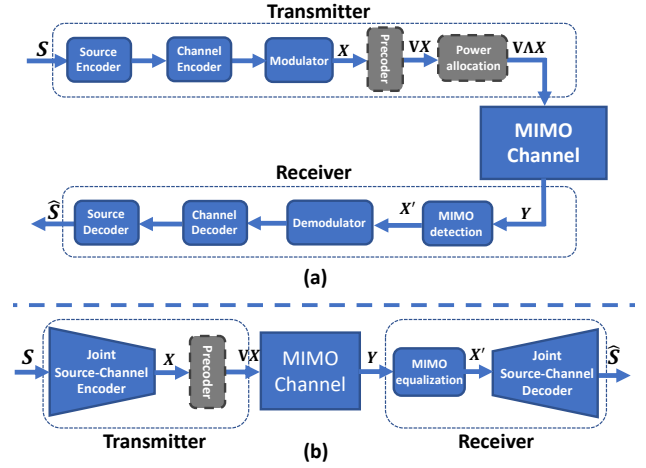 Transmitter
S
Source Encoder
Channel Encoder
Modulator
X
Precoder
VX
Power allocation
VΛX
MIMO Channel
Receiver
Ŝ
Source Decoder
Channel Decoder
Demodulator
X′
MIMO detection
Y
(a)
S
Joint Source-Channel Encoder
X
Precoder
VX
MIMO Channel
Y
MIMO equalization
X′
Joint Source-Channel Decoder
Ŝ
Transmitter
(b)
Receiver